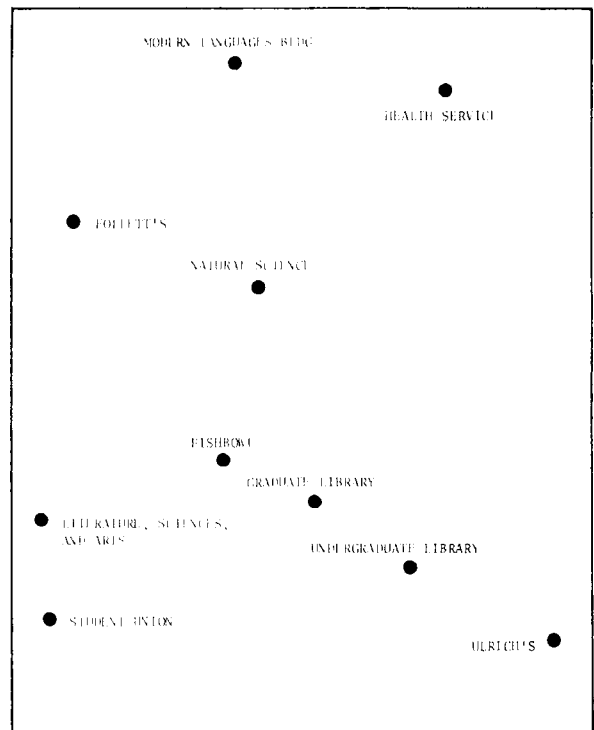 MODERN LANGUAGES BLDG
HEALTH SERVICE
FOLLETT'S
NATURAL SCIENCE
FISHBOWL
GRADUATE LIBRARY
LITERATURE, SCIENCES,
AND ARTS
UNDERGRADUATE LIBRARY
STUDENT UNION
ULRICH'S